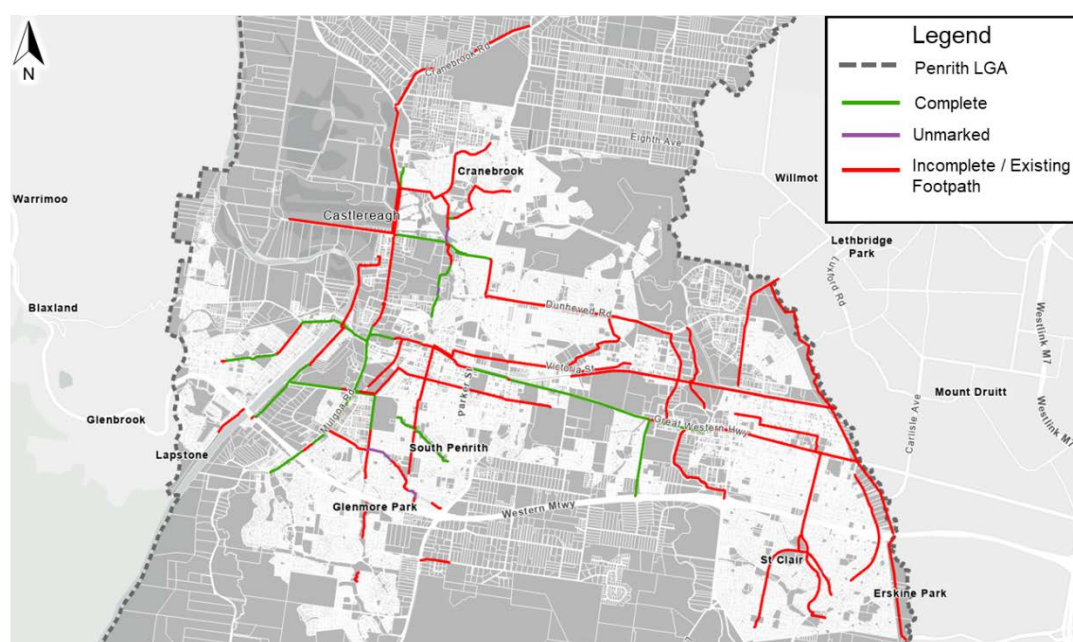 N
Legend
Penrith LGA
Complete
Unmarked
Incomplete / Existing
Footpath
Cranebrook Rd
Eighth Ave
Cranebrook
Willmot
Warrimoo
Castlereagh
Lethbridge
Park
Luxford Rd
Blaxland
Dunheved Rd
Westlink M7
Victoria St
Parker St
Mount Druitt
Carlisle Ave
Glenbrook
Mulgoa Rd
Great Western Hwy
Westlink M7
South Penrith
Lapstone
Glenmore Park
Western Mtwy
St Clair
Erskine Park